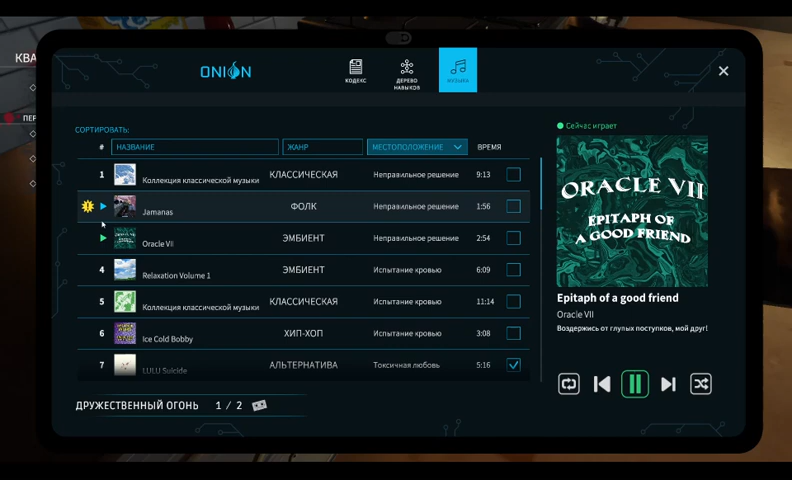 КВА
ONION
КОДЕКС
ДЕРЕВО
НАВЫКОВ
МУЗЫКА
ПЕР
СОРТИРОВАТЬ:
# НАЗВАНИЕ ЖАНР МЕСТОПОЛОЖЕНИЕ ВРЕМЯ
1 Коллекция классической музыки КЛАССИЧЕСКАЯ Неправильное решение 9:13
Jamanas ФОЛК Неправильное решение 1:56
Oracle VII ЭМБИЕНТ Неправильное решение 2:54
4 Relaxation Volume 1 ЭМБИЕНТ Испытание кровью 6:09
5 Коллекция классической музыки КЛАССИЧЕСКАЯ Испытание кровью 11:14
6 Ice Cold Bobby ХИП-ХОП Испытание кровью 3:08
7 LULU Suicide АЛЬТЕРНАТИВА Токсичная любовь 5:16
ДРУЖЕСТВЕННЫЙ ОГОНЬ 1 / 2
Сейчас играет
ORACLE VII
EPITAPH OF
A GOOD FRIEND
Epitaph of a good friend
Oracle VII
Воздержись от глупых поступков, мой друг!